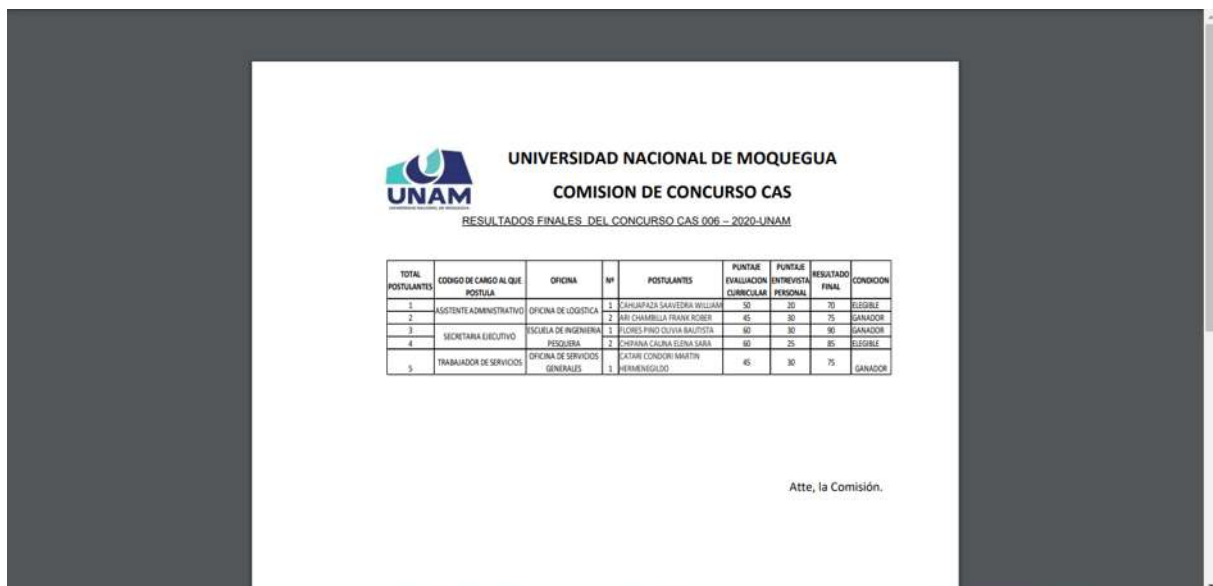 UNIVERSIDAD NACIONAL DE MOQUEGUA
COMISION DE CONCURSO CAS
UNAM
RESULTADOS FINALES DEL CONCURSO CAS 006 – 2020-UNAM
TOTAL POSTULANTES CODIGO DE CARGO AL QUE POSTULA OFICINA Nº POSTULANTES PUNTAJE EVALUACION CURRICULAR PUNTAJE ENTREVISTA PERSONAL RESULTADO FINAL CONDICION
1 ASISTENTE ADMINISTRATIVO OFICINA DE LOGISTICA 1 CAHUAPAZA SAAVEDRA WILLIAM 50 20 70 ELEGIBLE
2 2 ARI CHAMBILLA FRANK ROBER 45 30 75 GANADOR
3 SECRETARIA EJECUTIVO ESCUELA DE INGENIERIA PESQUERA 1 FLORES PINO OLIVIA BAUTISTA 60 30 90 GANADOR
4 2 CHIPANA CALINA ELENA SARA 60 25 85 ELEGIBLE
5 TRABAJADOR DE SERVICIOS OFICINA DE SERVICIOS GENERALES 1 CATARI CONDORI MARTIN HERMENEGILDO 45 30 75 GANADOR
Atte, la Comisión.